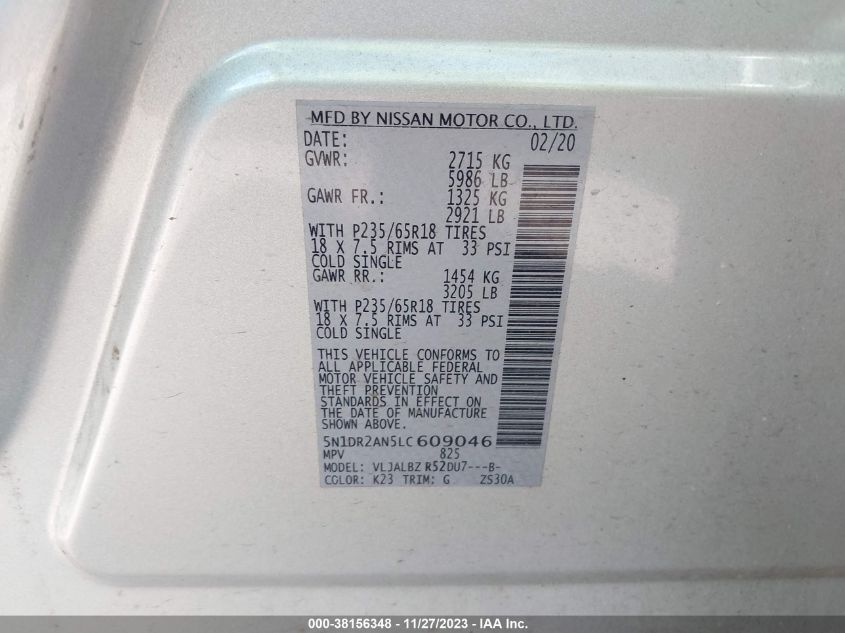 MFD BY NISSAN MOTOR CO., LTD.
DATE: 02/20
GVWR: 2715 KG
5986 LB
GAWR FR.: 1325 KG
2921 LB
WITH P235/65R18 TIRES
18 X 7.5 RIMS AT 33 PSI
COLD SINGLE
GAWR RR.: 1454 KG
3205 LB
WITH P235/65R18 TIRES
18 X 7.5 RIMS AT 33 PSI
COLD SINGLE
THIS VEHICLE CONFORMS TO
ALL APPLICABLE FEDERAL
MOTOR VEHICLE SAFETY AND
THEFT PREVENTION
STANDARDS IN EFFECT ON
THE DATE OF MANUFACTURE
SHOWN ABOVE.
5N1DR2AN5LC609046
MPV 825
MODEL: VLJALBZ R52DU7---B-
COLOR: K23 TRIM: G ZS30A
000-38156348 - 11/27/2023 - IAA Inc.